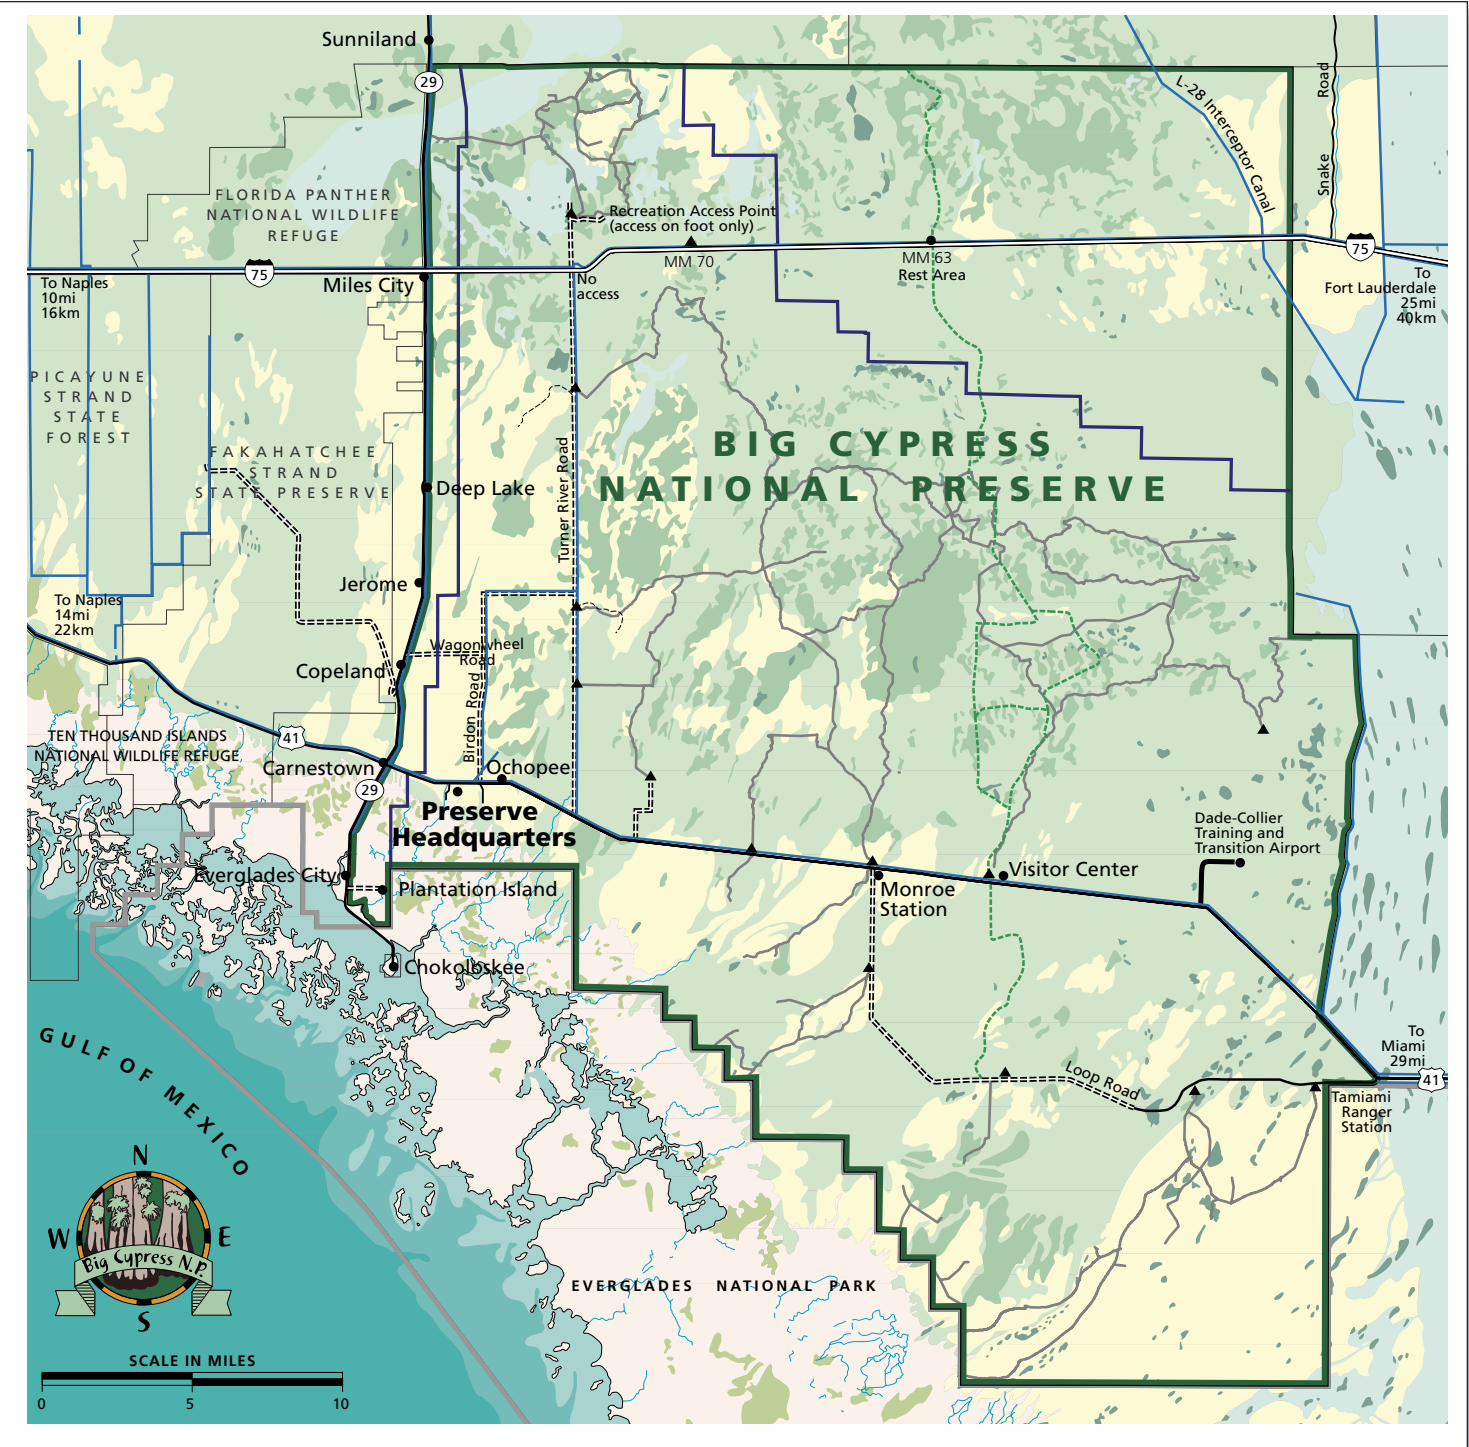 Sunniland
29
L-28 Interceptor Canal
Snake Road
FLORIDA PANTHER
NATIONAL WILDLIFE
REFUGE
Recreation Access Point
(access on foot only)
75
MM 70
MM 63
Rest Area
75
To Naples
10mi
16km
Miles City
No
access
To
Fort Lauderdale
25mi
40km
PICAYUNE
STRAND
STATE
FOREST
FAKAHATCHEE
STRAND
STATE PRESERVE
Deep Lake
Turner River Road
BIG CYPRESS
NATIONAL PRESERVE
Jerome
To Naples
14mi
22km
Wagonwheel
Road
Copeland
Birdon Road
41
TEN THOUSAND ISLANDS
NATIONAL WILDLIFE REFUGE
Carnestown
Ochopee
29
Preserve
Headquarters
Dade-Collier
Training and
Transition Airport
Everglades City
Plantation Island
Monroe
Station
Visitor Center
Chokoloskee
GULF OF MEXICO
Loop Road
To
Miami
29mi
41
Tamiami
Ranger
Station
N
W
E
S
Big Cypress N.P.
EVERGLADES NATIONAL PARK
SCALE IN MILES
0 5 10